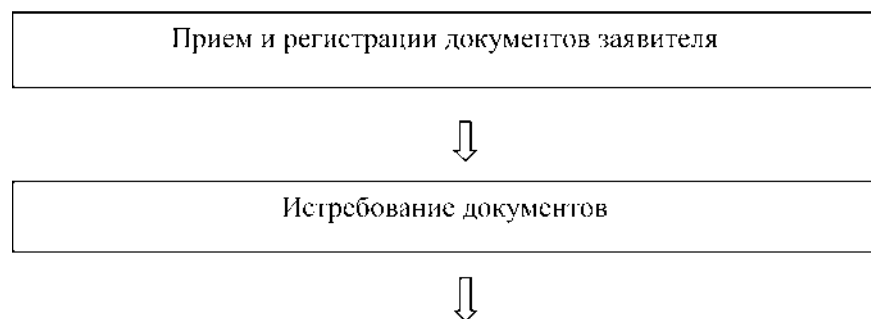 Прием и регистрации документов заявителя
Истребование документов